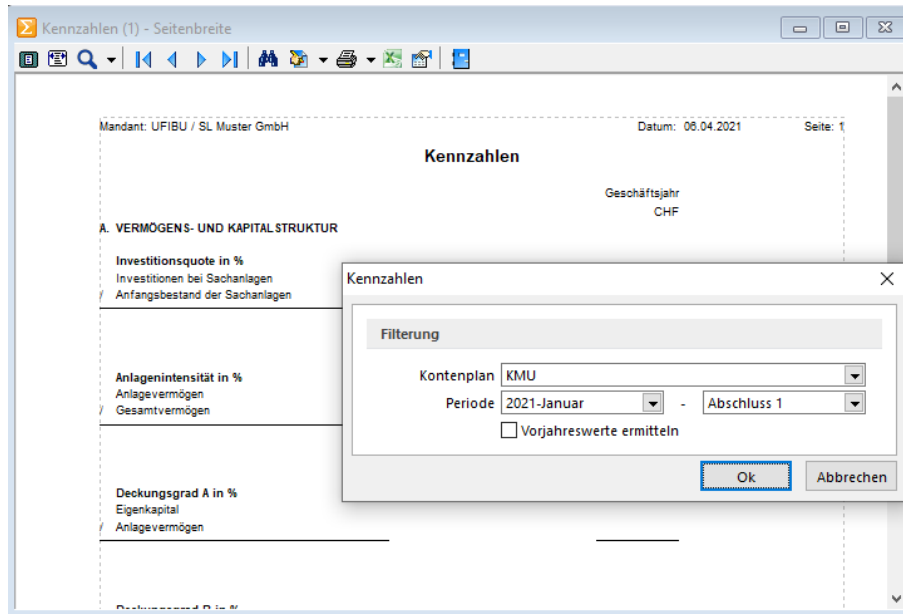 Kennzahlen (1) - Seitenbreite
Mandant: UFIBU / SL Muster GmbH Datum: 06.04.2021 Seite: 1
Kennzahlen
Geschäftsjahr
CHF
A. VERMÖGENS- UND KAPITALSTRUKTUR
Investitionsquote in %
Investitionen bei Sachanlagen
/ Anfangsbestand der Sachanlagen
Anlagenintensität in %
Anlagevermögen
/ Gesamtvermögen
Deckungsgrad A in %
Eigenkapital
/ Anlagevermögen
Deckungsgrad B in %
Kennzahlen
Filterung
Kontenplan KMU
Periode 2021-Januar - Abschluss 1
Vorjahreswerte ermitteln
Ok Abbrechen